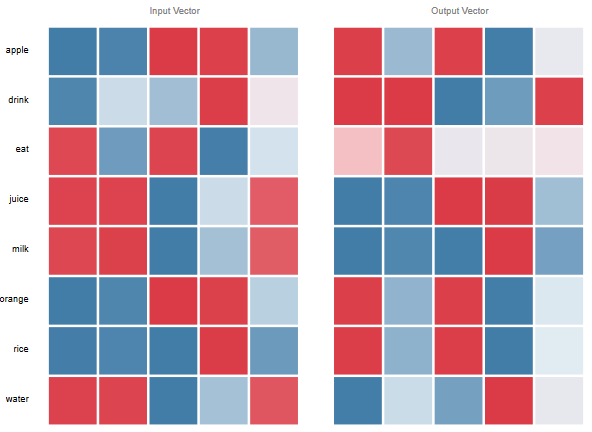 Input Vector
Output Vector
apple
drink
eat
juice
milk
orange
rice
water